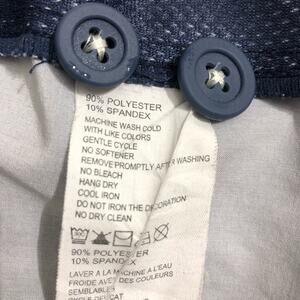 90% POLYESTER
10% SPANDEX
MACHINE WASH COLD
WITH LIKE COLORS
GENTLE CYCLE
NO SOFTENER
REMOVE PROMPTLY AFTER WASHING
NO BLEACH
HANG DRY
COOL IRON
DO NOT IRON THE DECORATION
NO DRY CLEAN
90% POLYESTER
10% SPANDEX
LAVER A LA MACHINE A L'EAU
FROIDE AVEC DES COULEURS
SEMBLABLES